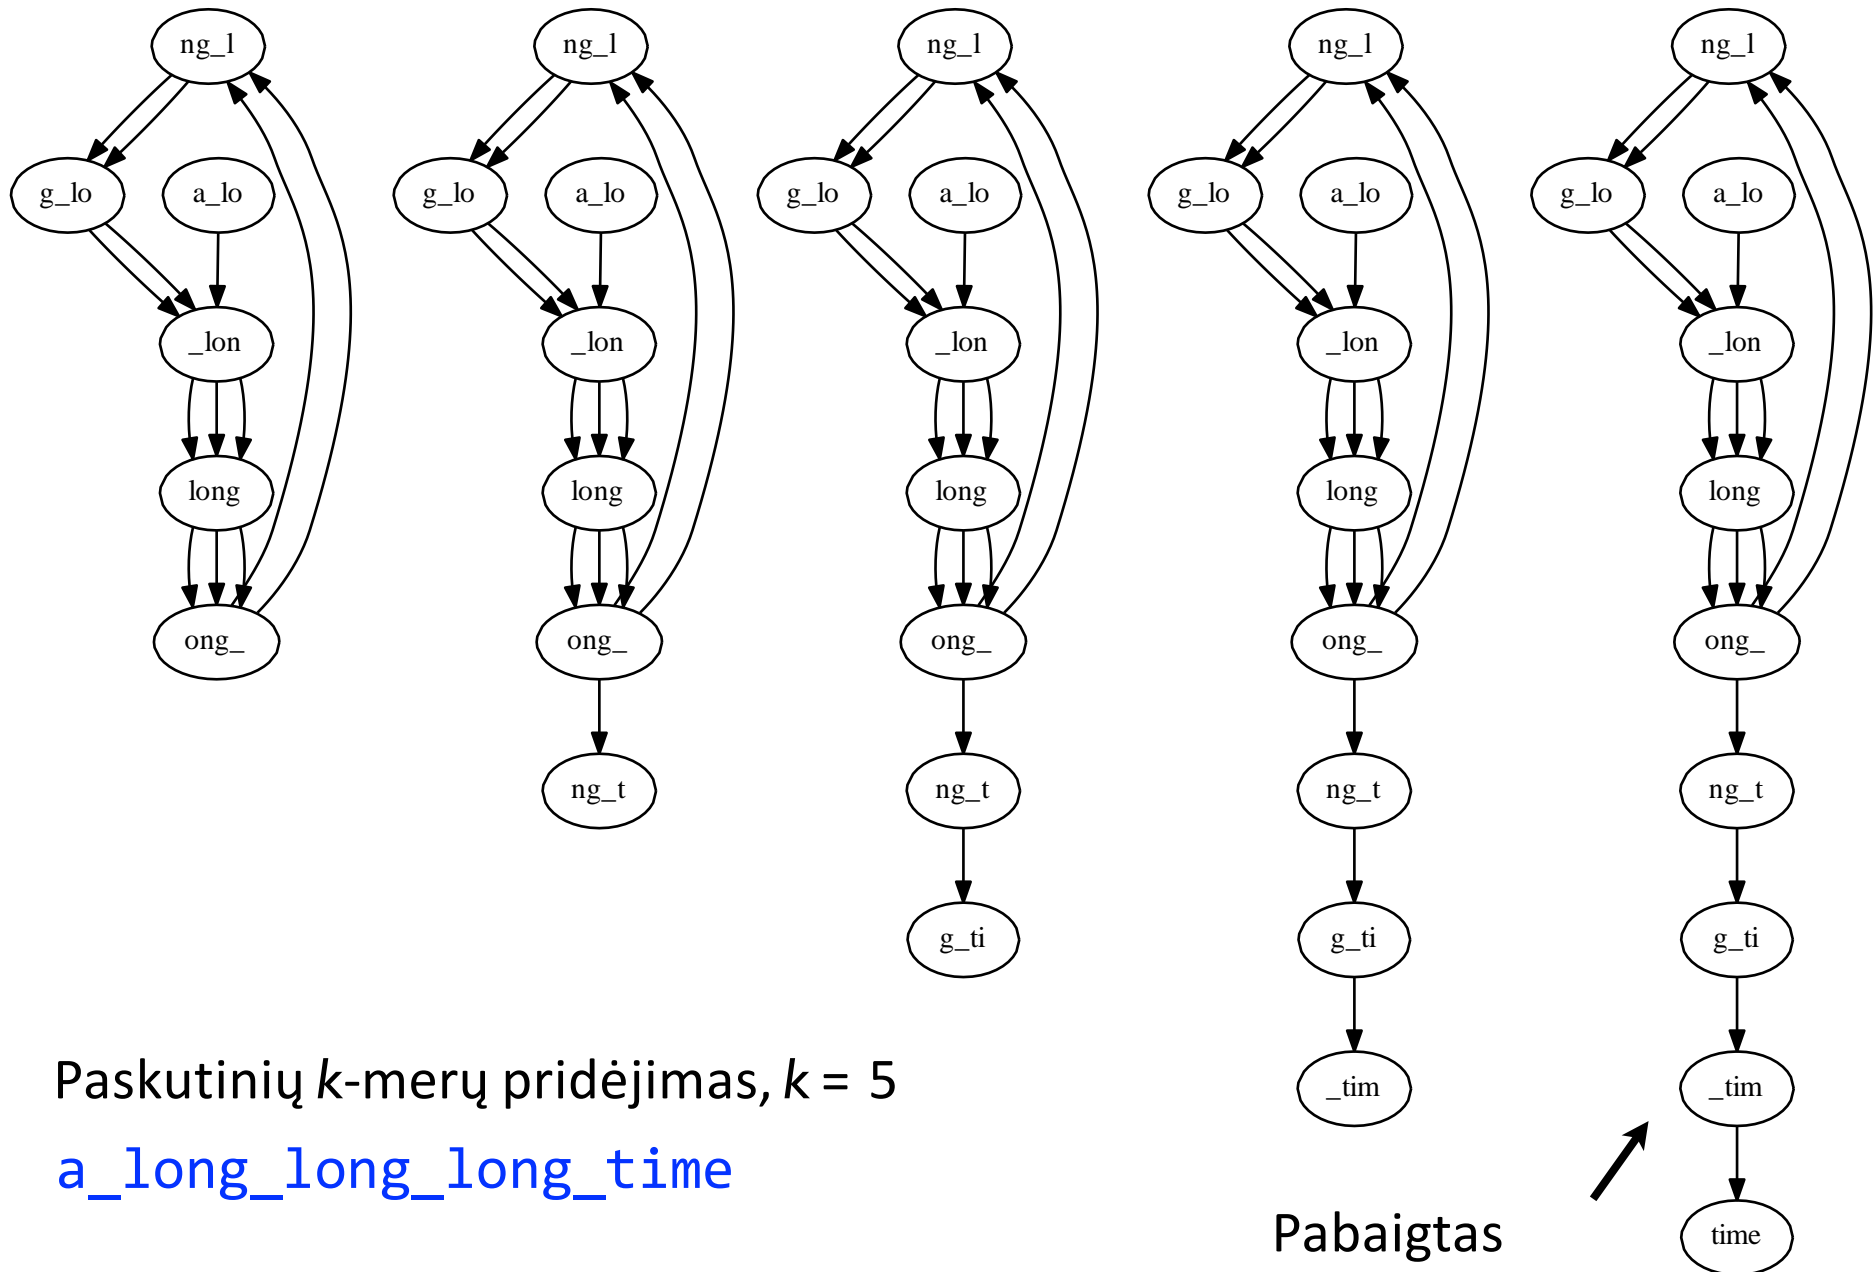 ng_l
g_lo
a_lo
_lon
long
ong_
ng_l
g_lo
a_lo
_lon
long
ong_
ng_t
ng_l
g_lo
a_lo
_lon
long
ong_
ng_t
g_ti
ng_l
g_lo
a_lo
_lon
long
ong_
ng_t
g_ti
_tim
ng_l
g_lo
a_lo
_lon
long
ong_
ng_t
g_ti
_tim
time
Paskutinių k-merų pridėjimas, k = 5
a_long_long_long_time
Pabaigtas